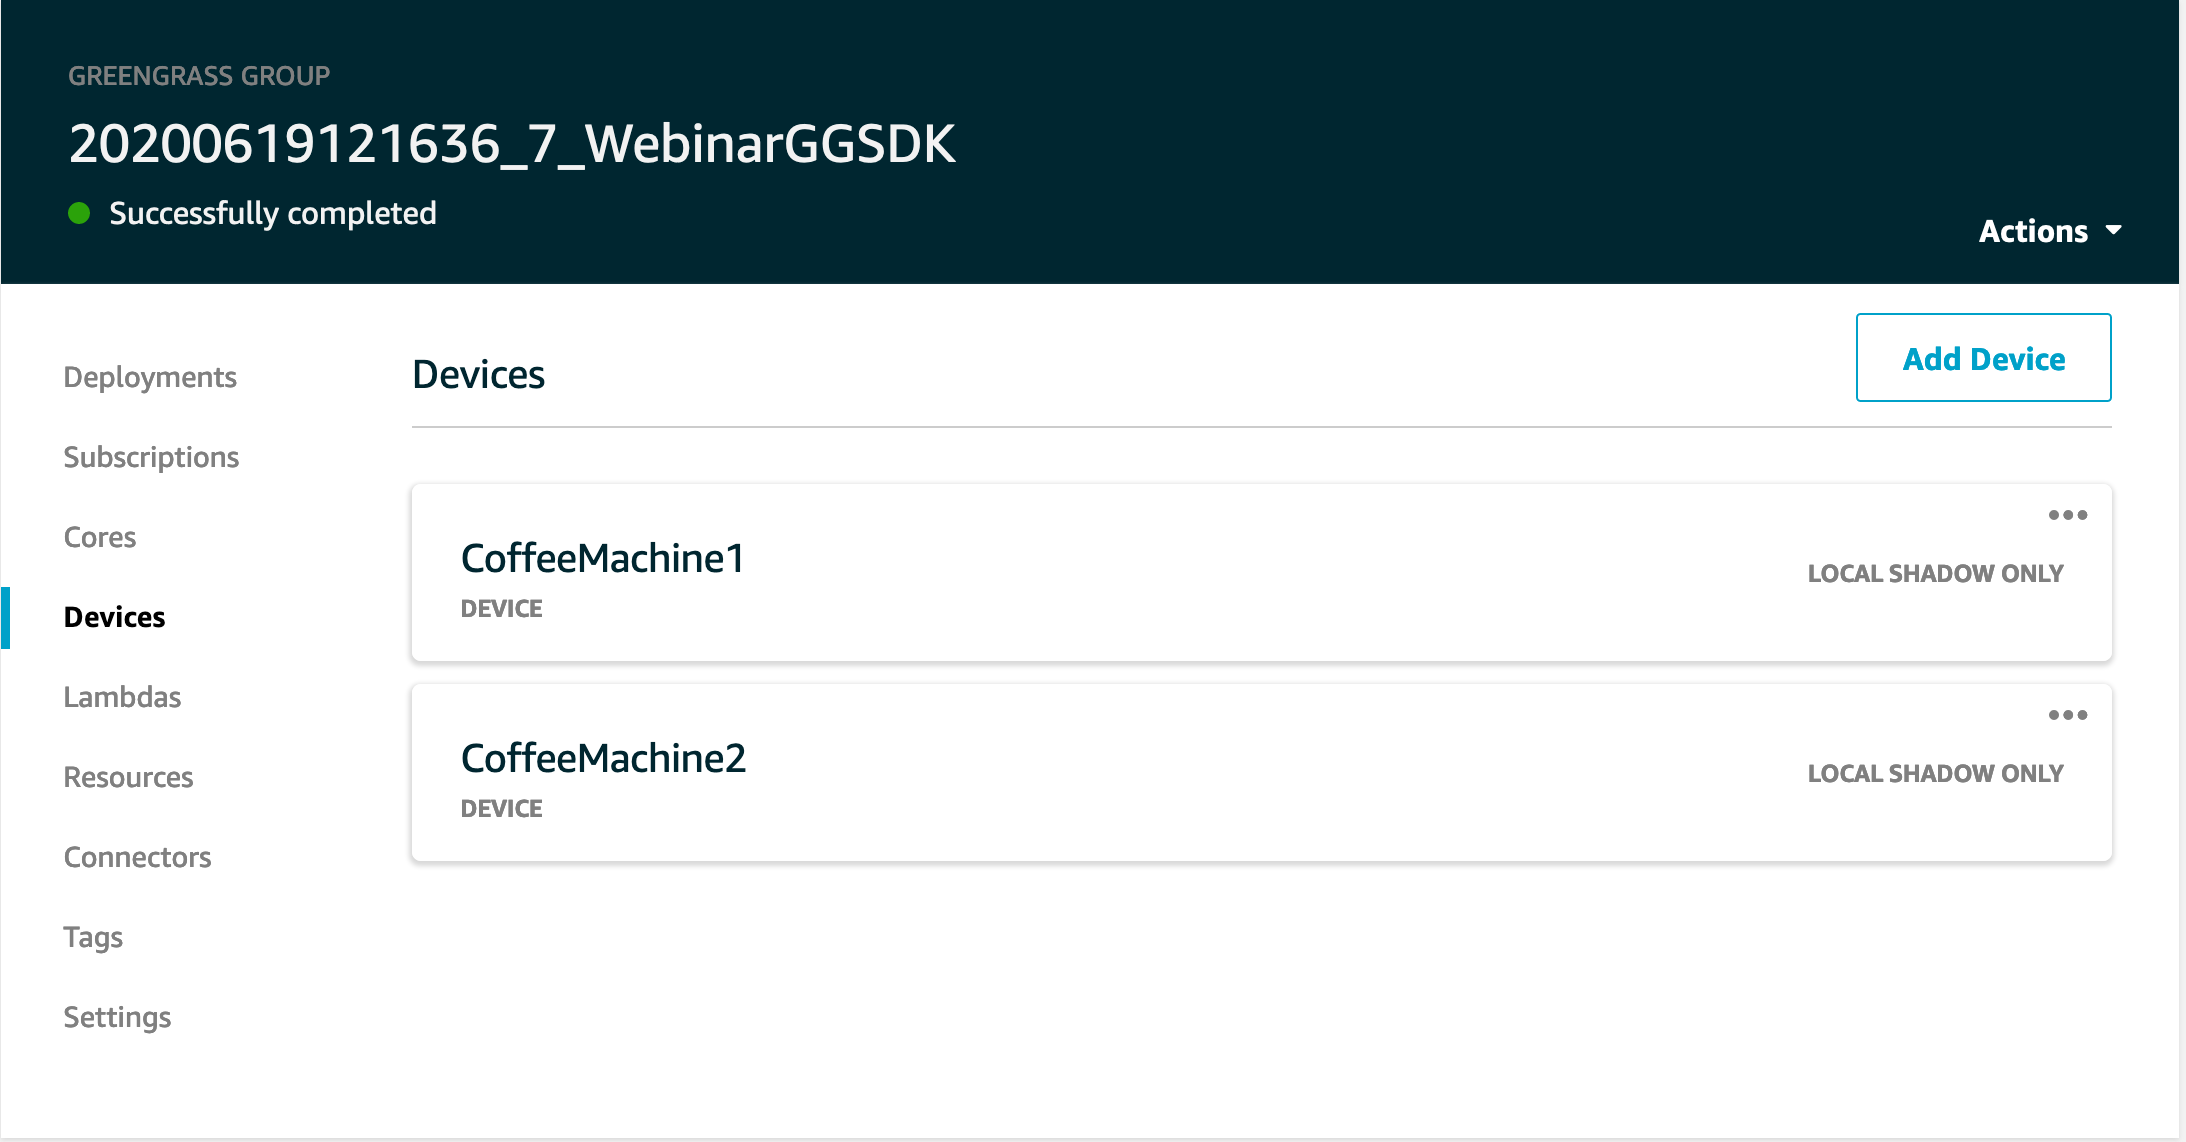 GREENGRASS GROUP
20200619121636_7_WebinarGGSDK
Successfully completed
Actions
Deployments
Subscriptions
Cores
Devices
Lambdas
Resources
Connectors
Tags
Settings
Devices
Add Device
CoffeeMachine1
DEVICE
LOCAL SHADOW ONLY
CoffeeMachine2
DEVICE
LOCAL SHADOW ONLY